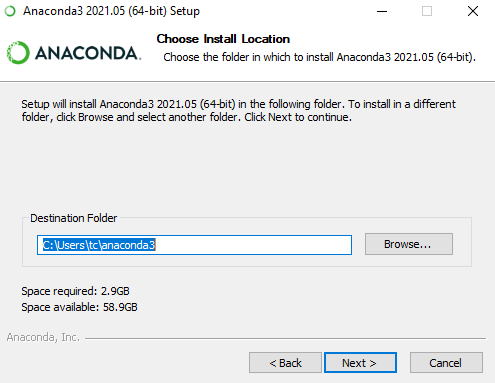 Anaconda3 2021.05 (64-bit) Setup
ANACONDA.
Choose Install Location
Choose the folder in which to install Anaconda3 2021.05 (64-bit).
Setup will install Anaconda3 2021.05 (64-bit) in the following folder. To install in a different
folder, click Browse and select another folder. Click Next to continue.
Destination Folder
C:\Users\tc\anaconda3
Browse...
Space required: 2.9GB
Space available: 58.9GB
Anaconda, Inc.
< Back
Next >
Cancel